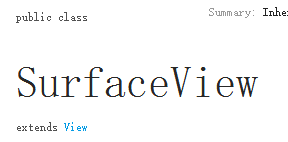 public class
Summary: Inhe
SurfaceView
extends View